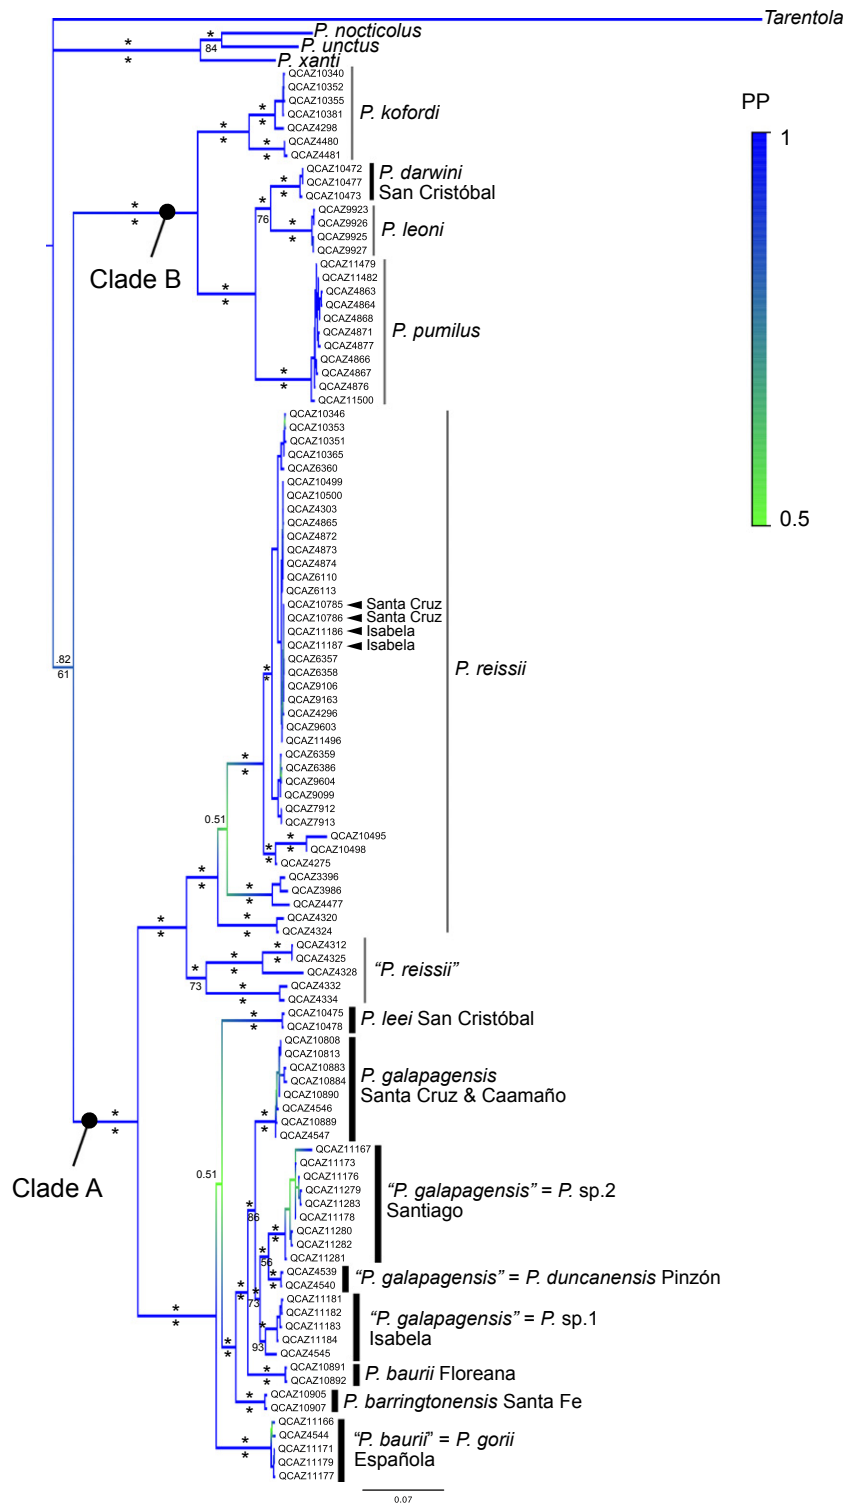 Tarentola
* P. nocticolus
* 84 P. unctus
* P. xanti
QCAZ10340
QCAZ10352
QCAZ10355
QCAZ10381
QCAZ4298
QCAZ4480
QCAZ4481
* * * * * *
P. kofordi
QCAZ10472
QCAZ10477
QCAZ10473
* * * 76
P. darwini
San Cristóbal
QCAZ9923
QCAZ9926
QCAZ9925
QCAZ9927
* *
P. leoni
* *
Clade B
* *
QCAZ11479
QCAZ11482
QCAZ4863
QCAZ4864
QCAZ4868
QCAZ4871
QCAZ4877
QCAZ4866
QCAZ4867
QCAZ4876
QCAZ11500
* *
P. pumilus
PP
1
0.5
QCAZ10346
QCAZ10353
QCAZ10351
QCAZ10365
QCAZ6360
QCAZ10499
QCAZ10500
QCAZ4303
QCAZ4865
QCAZ4872
QCAZ4873
QCAZ4874
QCAZ6110
QCAZ6113
QCAZ10785 Santa Cruz
QCAZ10786 Santa Cruz
QCAZ11186 Isabela
QCAZ11187 Isabela
QCAZ6357
QCAZ6358
QCAZ9106
QCAZ9163
QCAZ4296
QCAZ9603
QCAZ11496
QCAZ6359
QCAZ6386
QCAZ9604
QCAZ9099
QCAZ7912
QCAZ7913
QCAZ10495
QCAZ10498
QCAZ4275
QCAZ3396
QCAZ3986
QCAZ4477
QCAZ4320
QCAZ4324
P. reissii
.82
61
* *
* *
0.51
* *
* *
* *
* *
* *
* *
QCAZ4312
QCAZ4325
QCAZ4328
QCAZ4332
QCAZ4334
* *
* *
* 73
* *
“P. reissii”
QCAZ10475
QCAZ10478
* *
P. leei San Cristóbal
QCAZ10808
QCAZ10813
QCAZ10883
QCAZ10884
QCAZ10890
QCAZ4546
QCAZ10889
QCAZ4547
* *
P. galapagensis
Santa Cruz & Caamaño
* *
Clade A
0.51
QCAZ11167
QCAZ11173
QCAZ11176
QCAZ11279
QCAZ11283
QCAZ11178
QCAZ11280
QCAZ11282
QCAZ11281
* *
“P. galapagensis” = P. sp.2
Santiago
* 86
* 56
QCAZ4539
QCAZ4540
* *
“P. galapagensis” = P. duncanensis Pinzón
* *
* 73
QCAZ11181
QCAZ11182
QCAZ11183
QCAZ11184
QCAZ4545
* 93
“P. galapagensis” = P. sp.1
Isabela
* *
* *
QCAZ10891
QCAZ10892
* *
P. baurii Floreana
QCAZ10905
QCAZ10907
* *
P. barringtonensis Santa Fe
QCAZ11166
QCAZ4544
QCAZ11171
QCAZ11179
QCAZ11177
* *
“P. baurii” = P. gorii
Española
0.07